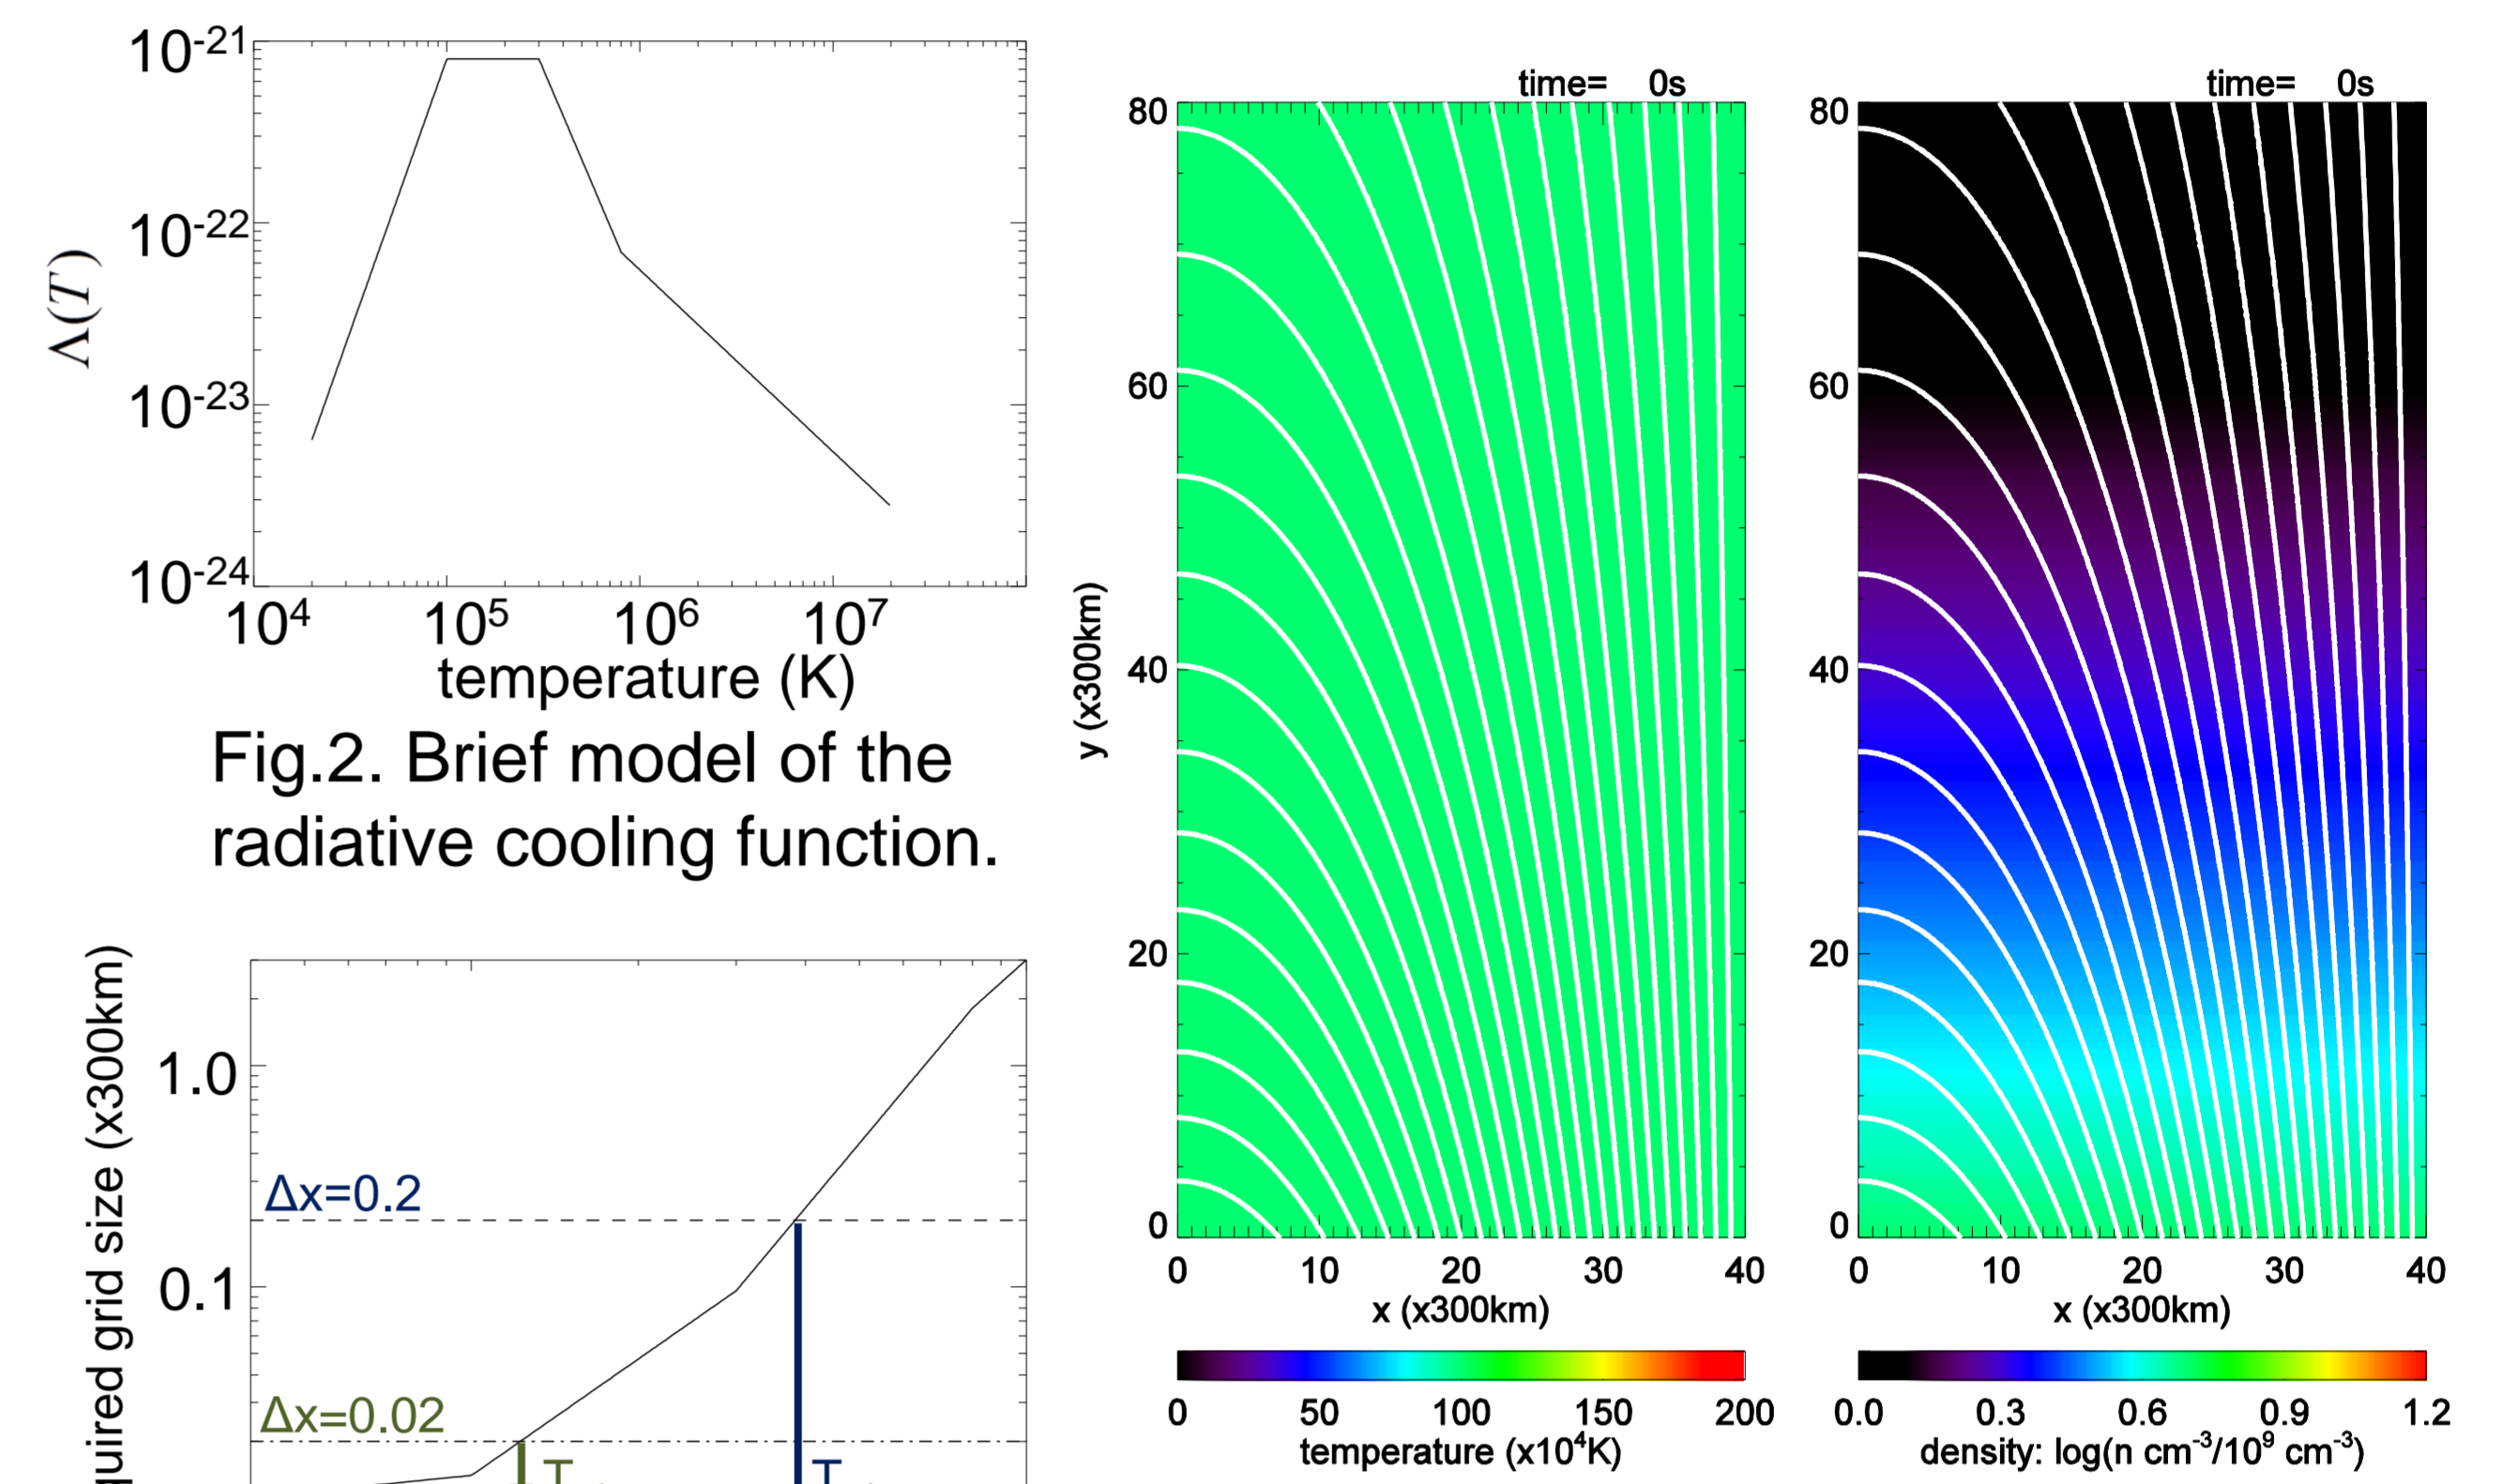 10-21
10-22
10-23
10-24
Λ(T)
104 105 106 107
temperature (K)
Fig.2. Brief model of the
radiative cooling function.
grid size (x300km)
1.0
0.1
Δx=0.2
Δx=0.02
T
T
time= 0s
80
60
40
20
0
y (x300km)
0 10 20 30 40
x (x300km)
0 50 100 150 200
temperature (x104K)
time= 0s
80
60
40
20
0
0 10 20 30 40
x (x300km)
0.0 0.3 0.6 0.9 1.2
density: log(n cm-3/109 cm-3)